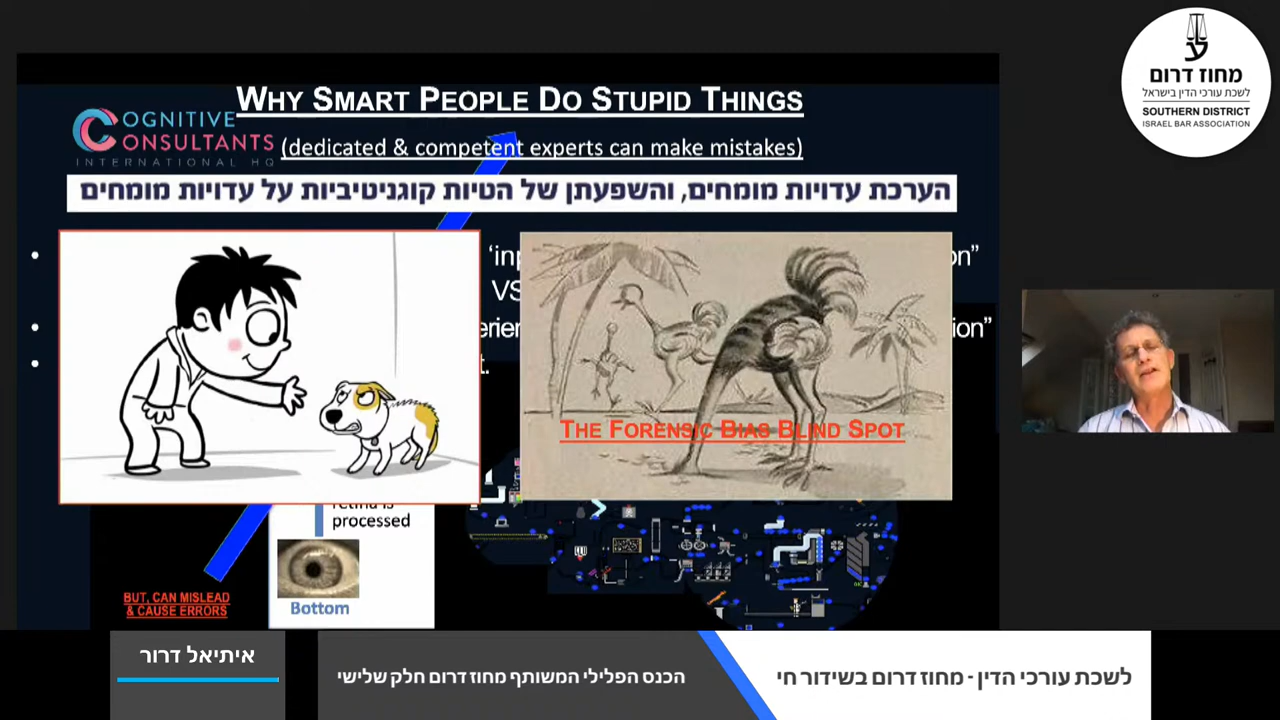 WHY SMART PEOPLE DO STUPID THINGS
COGNITIVE
CONSULTANTS
INTERNATIONAL HQ
(dedicated & competent experts can make mistakes)
הערכת עדויות מומחים, והשפעתן של הטיות קוגניטיביות על עדויות מומחים
VS
THE FORENSIC BIAS BLIND SPOT
retina is
processed
Bottom
BUT, CAN MISLEAD
& CAUSE ERRORS
מחוז דרום
לשכת עורכי הדין בישראל
SOUTHERN DISTRICT
ISRAEL BAR ASSOCIATION
איתיאל דרור
הכנס הפלילי המשותף מחוז דרום חלק שלישי
לשכת עורכי הדין - מחוז דרום בשידור חי